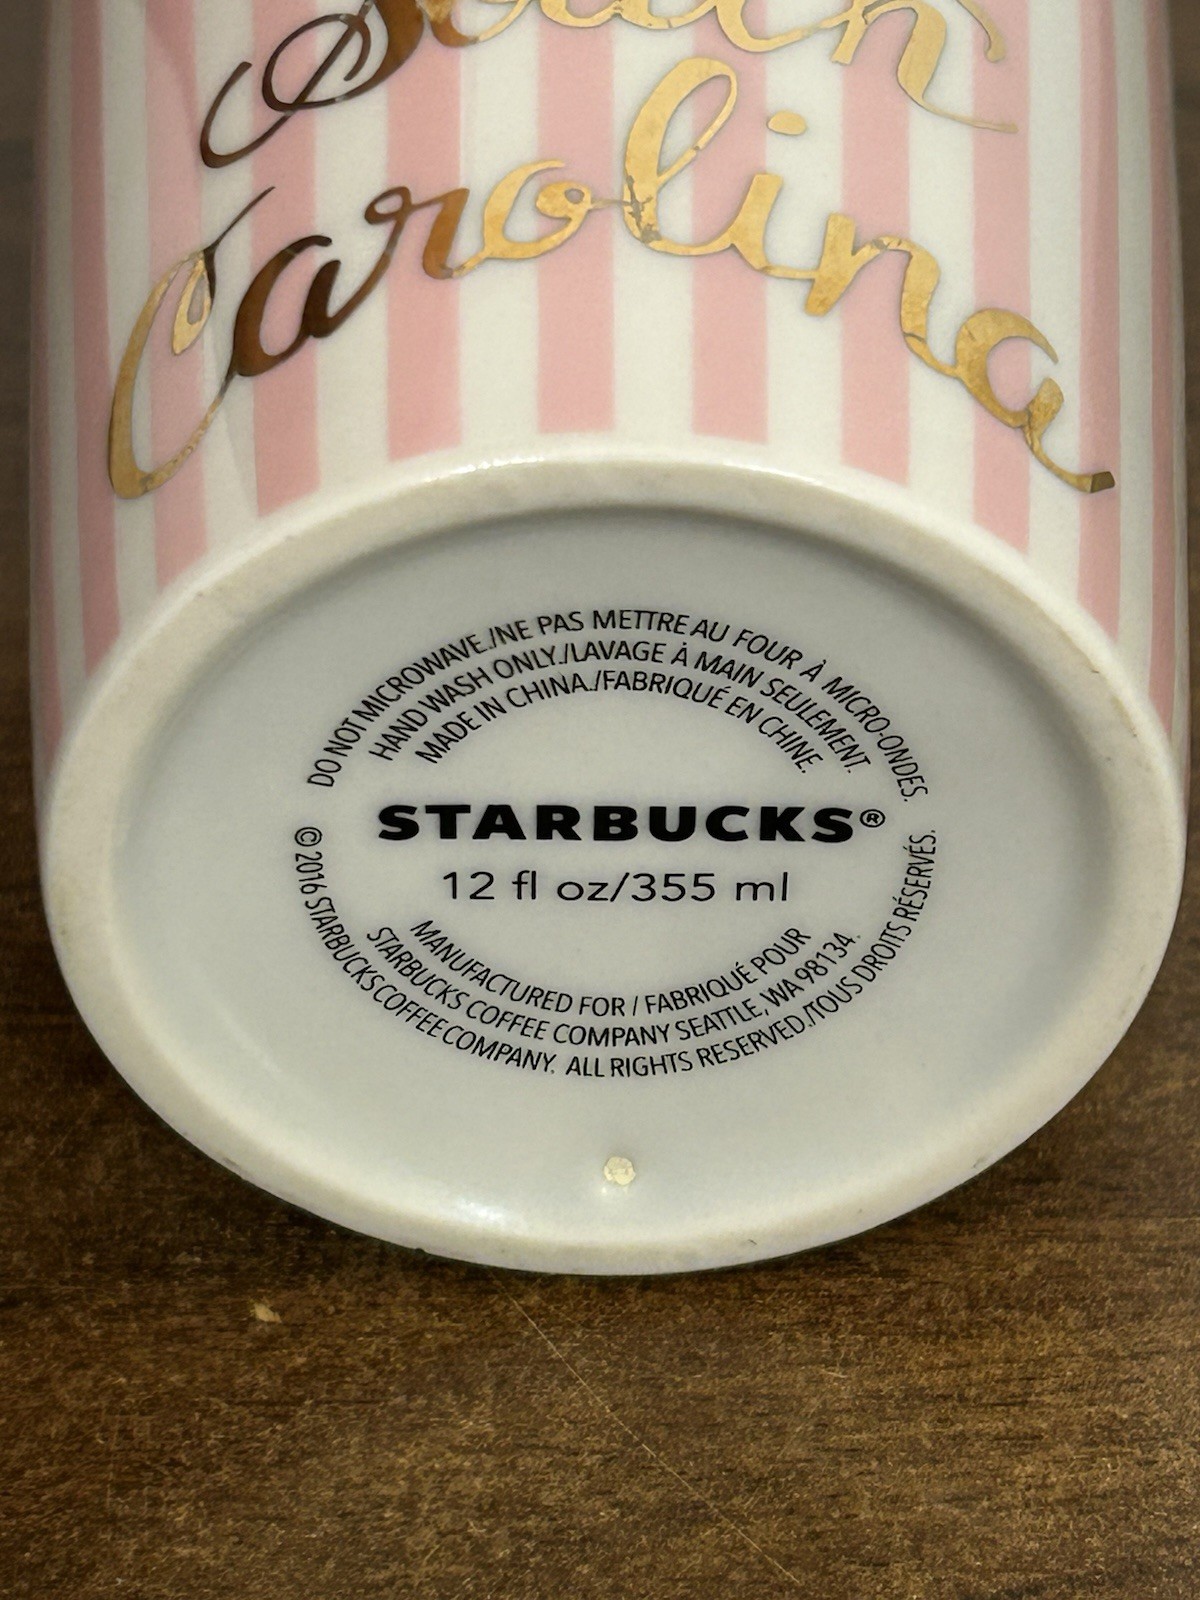 South
Carolina
DO NOT MICROWAVE./NE PAS METTRE AU FOUR À MICRO-ONDES.
HAND WASH ONLY./LAVAGE À MAIN SEULEMENT.
MADE IN CHINA./FABRIQUÉ EN CHINE.
STARBUCKS®
12 fl oz/355 ml
MANUFACTURED FOR / FABRIQUÉ POUR
STARBUCKS COFFEE COMPANY SEATTLE, WA 98134.
© 2016 STARBUCKS COFFEE COMPANY. ALL RIGHTS RESERVED./TOUS DROITS RÉSERVÉS.